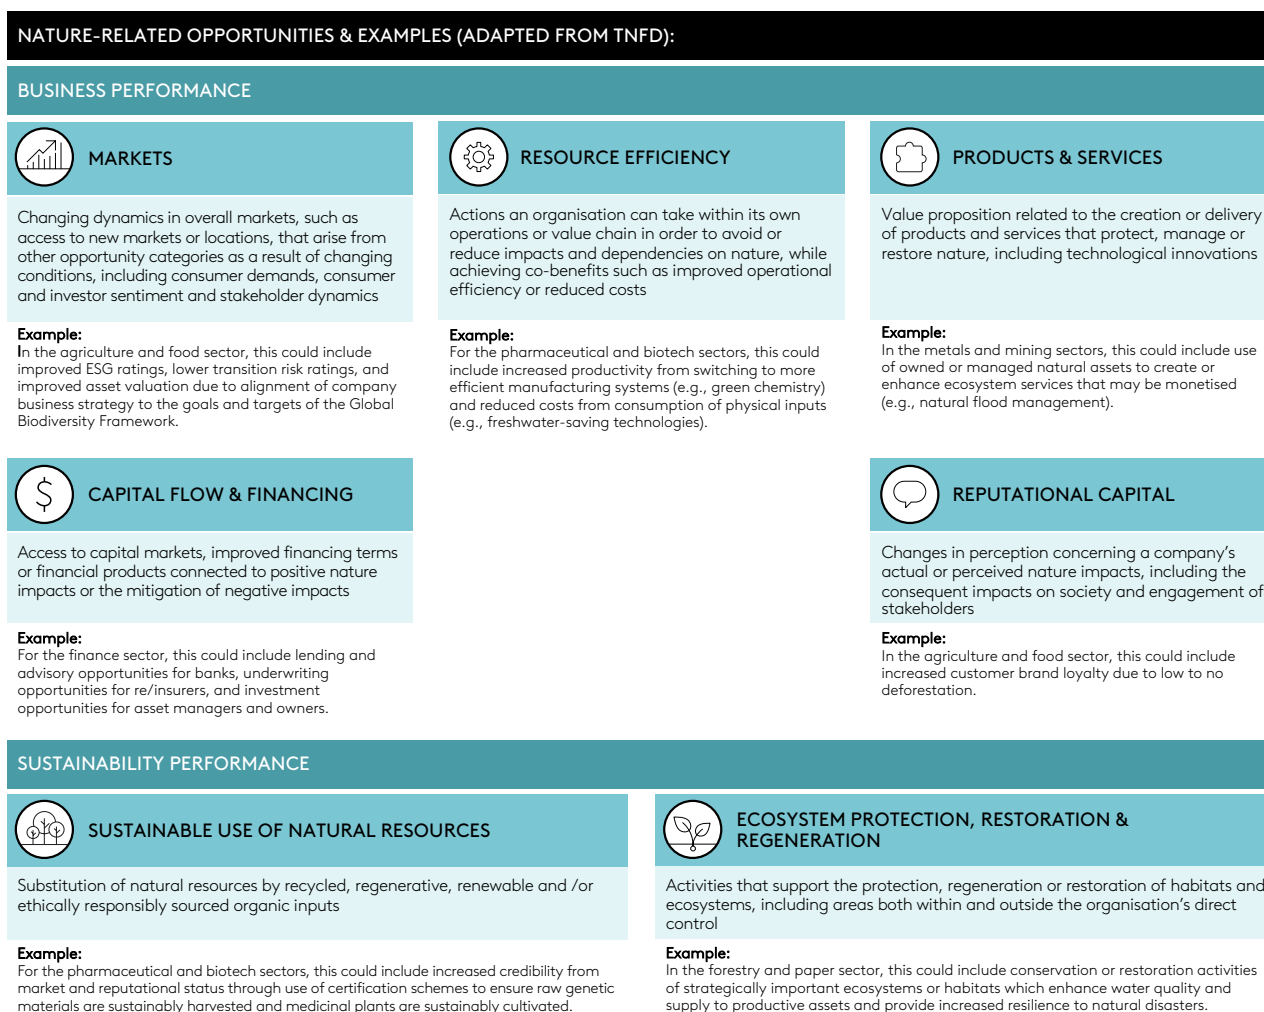 NATURE-RELATED OPPORTUNITIES & EXAMPLES (ADAPTED FROM TNFD):
BUSINESS PERFORMANCE
MARKETS
Changing dynamics in overall markets, such as
access to new markets or locations, that arise from
other opportunity categories as a result of changing
conditions, including consumer demands, consumer
and investor sentiment and stakeholder dynamics
Example:
In the agriculture and food sector, this could include
improved ESG ratings, lower transition risk ratings, and
improved asset valuation due to alignment of company
business strategy to the goals and targets of the Global
Biodiversity Framework.
RESOURCE EFFICIENCY
Actions an organisation can take within its own
operations or value chain in order to avoid or
reduce impacts and dependencies on nature, while
achieving co-benefits such as improved operational
efficiency or reduced costs
Example:
For the pharmaceutical and biotech sectors, this could
include increased productivity from switching to more
efficient manufacturing systems (e.g., green chemistry)
and reduced costs from consumption of physical inputs
(e.g., freshwater-saving technologies).
PRODUCTS & SERVICES
Value proposition related to the creation or delivery
of products and services that protect, manage or
restore nature, including technological innovations
Example:
In the metals and mining sectors, this could include use
of owned or managed natural assets to create or
enhance ecosystem services that may be monetised
(e.g., natural flood management).
CAPITAL FLOW & FINANCING
Access to capital markets, improved financing terms
or financial products connected to positive nature
impacts or the mitigation of negative impacts
Example:
For the finance sector, this could include lending and
advisory opportunities for banks, underwriting
opportunities for re/insurers, and investment
opportunities for asset managers and owners.
REPUTATIONAL CAPITAL
Changes in perception concerning a company's
actual or perceived nature impacts, including the
consequent impacts on society and engagement of
stakeholders
Example:
In the agriculture and food sector, this could include
increased customer brand loyalty due to low to no
deforestation.
SUSTAINABILITY PERFORMANCE
SUSTAINABLE USE OF NATURAL RESOURCES
Substitution of natural resources by recycled, regenerative, renewable and /or
ethically responsibly sourced organic inputs
Example:
For the pharmaceutical and biotech sectors, this could include increased credibility from
market and reputational status through use of certification schemes to ensure raw genetic
materials are sustainably harvested and medicinal plants are sustainably cultivated.
ECOSYSTEM PROTECTION, RESTORATION &
REGENERATION
Activities that support the protection, regeneration or restoration of habitats and
ecosystems, including areas both within and outside the organisation's direct
control
Example:
In the forestry and paper sector, this could include conservation or restoration activities
of strategically important ecosystems or habitats which enhance water quality and
supply to productive assets and provide increased resilience to natural disasters.